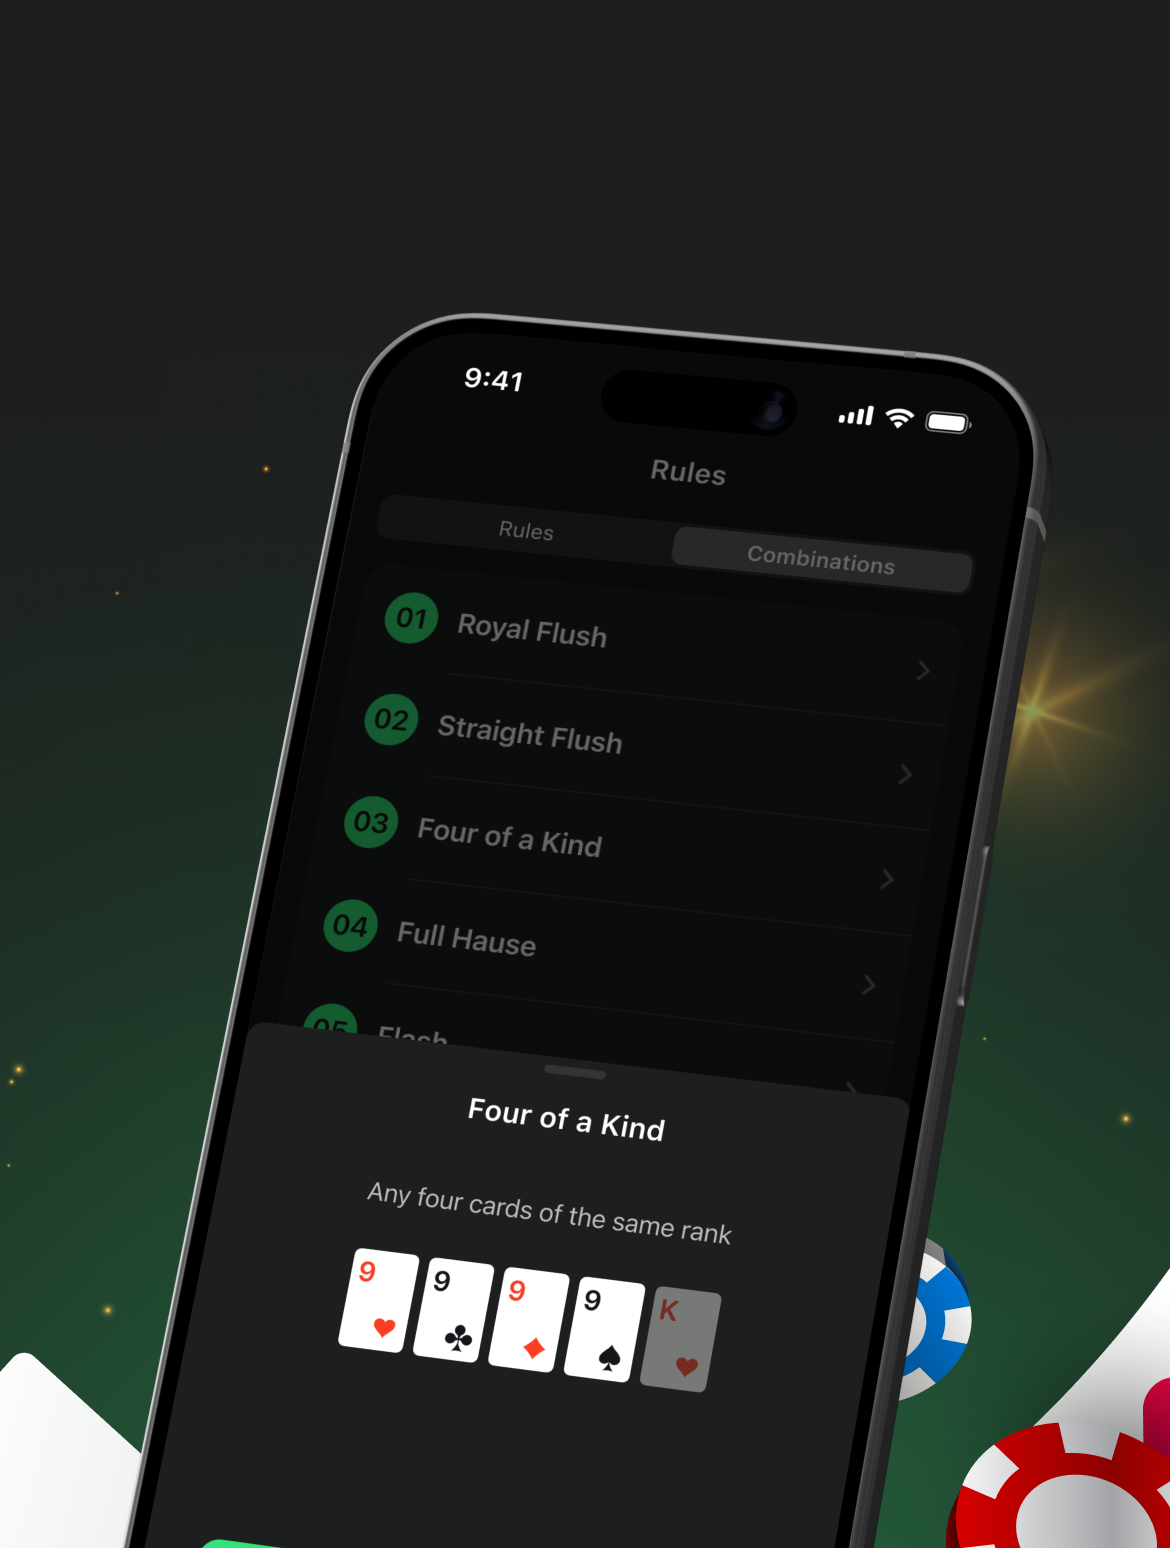 9:41
Rules
Rules
Combinations
01 Royal Flush
02 Straight Flush
03 Four of a Kind
04 Full Hause
05 Flash
Four of a Kind
Any four cards of the same rank
9 9 9 9 K